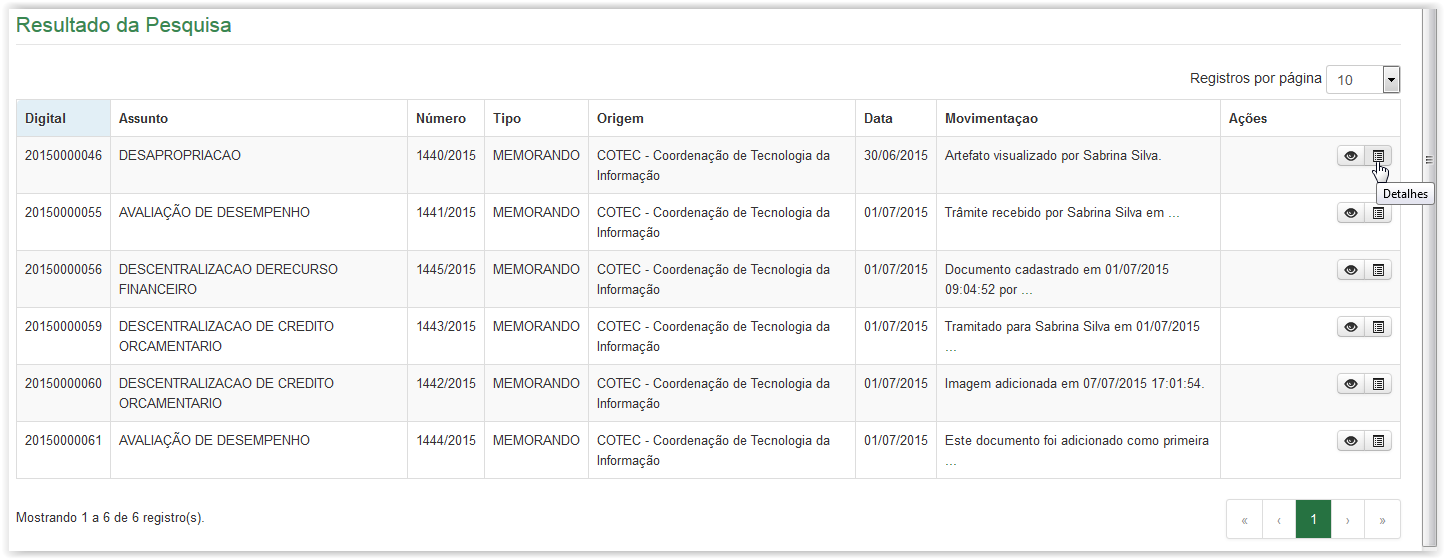 Resultado da Pesquisa
Registros por página 10
Digital Assunto Número Tipo Origem Data Movimentaçao Ações
20150000046 DESAPROPRIACAO 1440/2015 MEMORANDO COTEC - Coordenação de Tecnologia da 30/06/2015 Artefato visualizado por Sabrina Silva.
Informação
Detalhes
20150000055 AVALIAÇÃO DE DESEMPENHO 1441/2015 MEMORANDO COTEC - Coordenação de Tecnologia da 01/07/2015 Trâmite recebido por Sabrina Silva em ...
Informação
20150000056 DESCENTRALIZACAO DERECURSO 1445/2015 MEMORANDO COTEC - Coordenação de Tecnologia da 01/07/2015 Documento cadastrado em 01/07/2015
FINANCEIRO Informação 09:04:52 por ...
20150000059 DESCENTRALIZACAO DE CREDITO 1443/2015 MEMORANDO COTEC - Coordenação de Tecnologia da 01/07/2015 Tramitado para Sabrina Silva em 01/07/2015
ORCAMENTARIO Informação ...
20150000060 DESCENTRALIZACAO DE CREDITO 1442/2015 MEMORANDO COTEC - Coordenação de Tecnologia da 01/07/2015 Imagem adicionada em 07/07/2015 17:01:54.
ORCAMENTARIO Informação
20150000061 AVALIAÇÃO DE DESEMPENHO 1444/2015 MEMORANDO COTEC - Coordenação de Tecnologia da 01/07/2015 Este documento foi adicionado como primeira
Informação ...
Mostrando 1 a 6 de 6 registro(s). « ‹ 1 › »